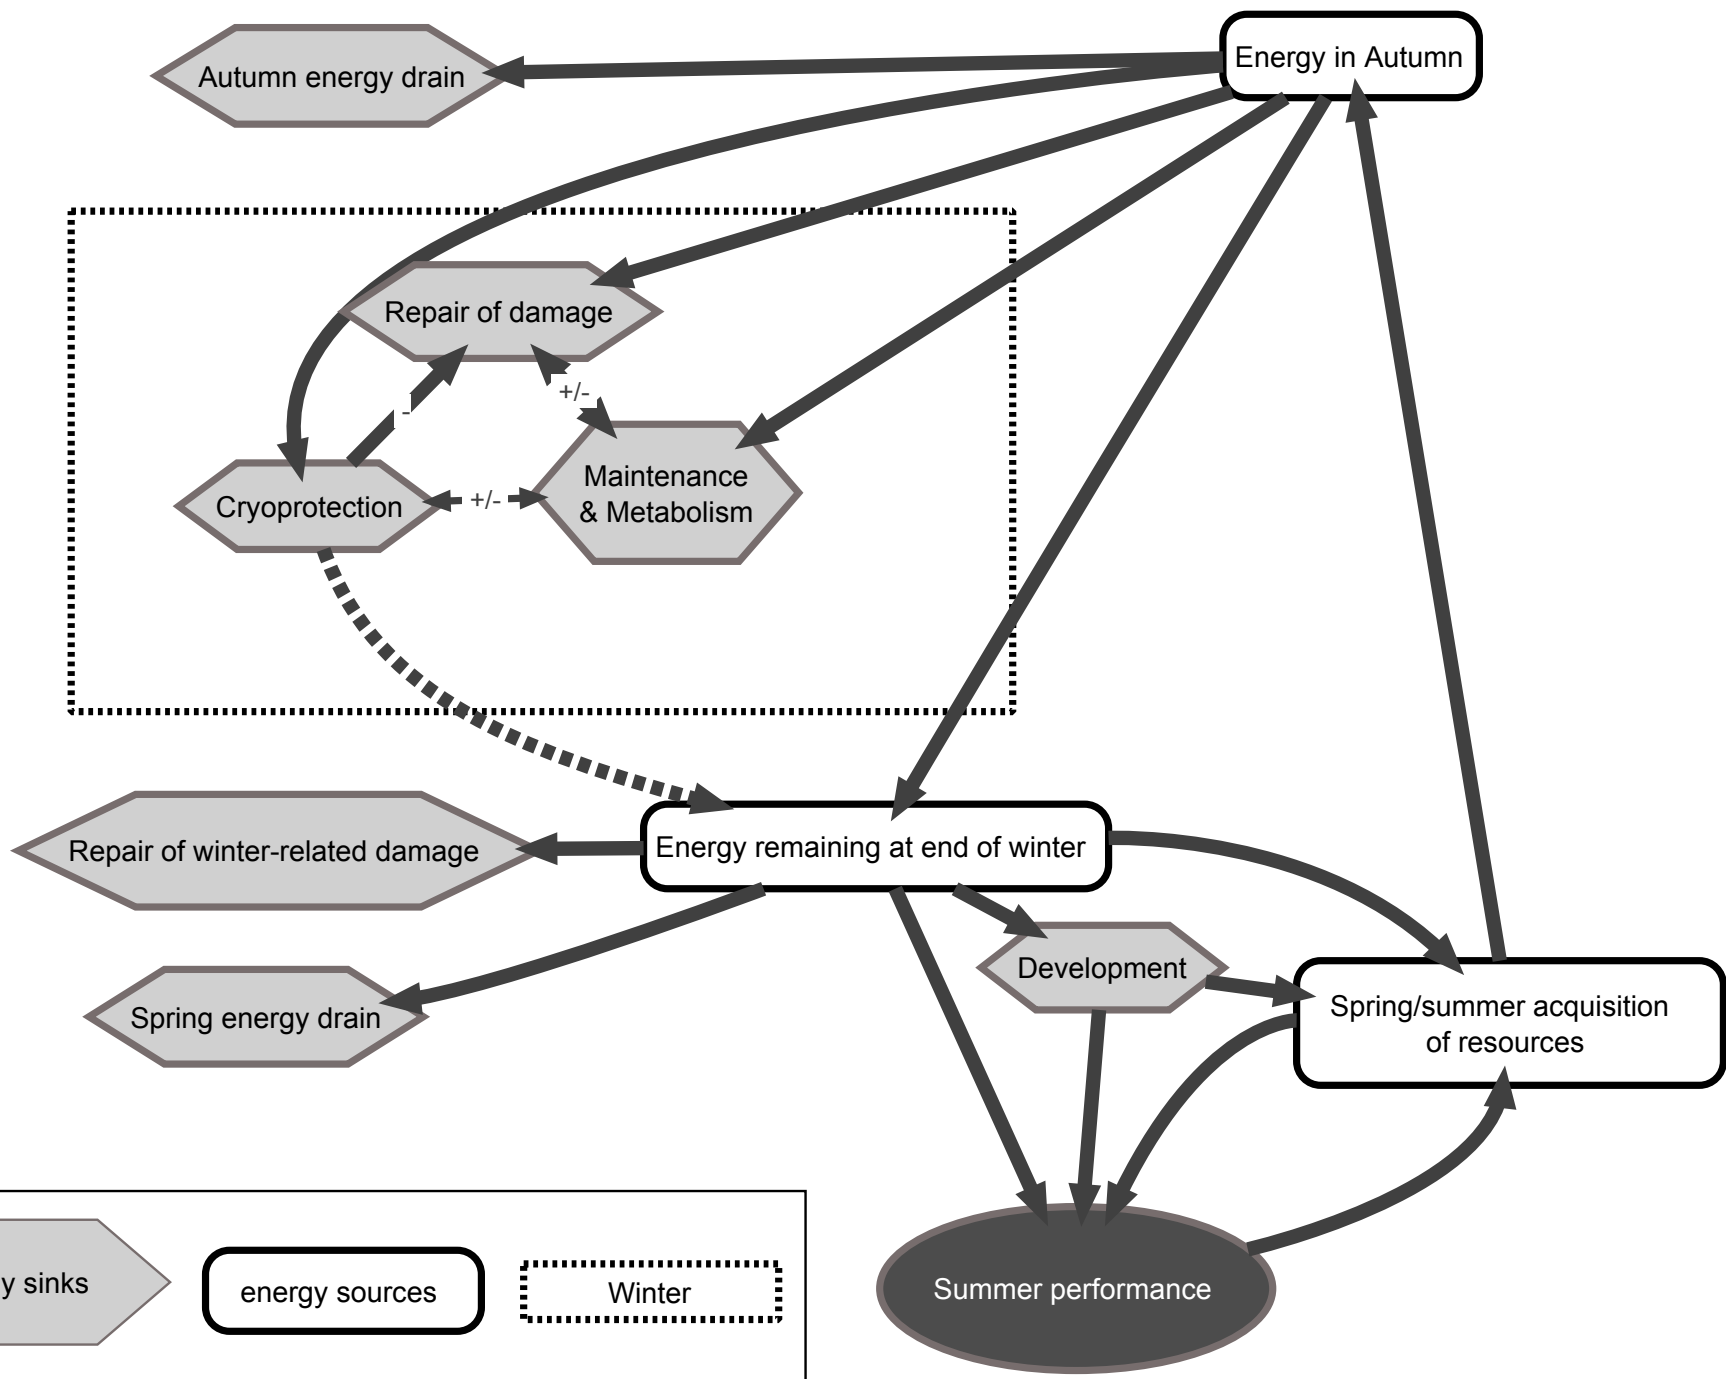 Energy in Autumn
Autumn energy drain
Repair of damage
+/-
-
Maintenance
& Metabolism
Cryoprotection
+/-
Energy remaining at end of winter
Repair of winter-related damage
Development
Spring/summer acquisition
of resources
Spring energy drain
y sinks
energy sources
Winter
Summer performance